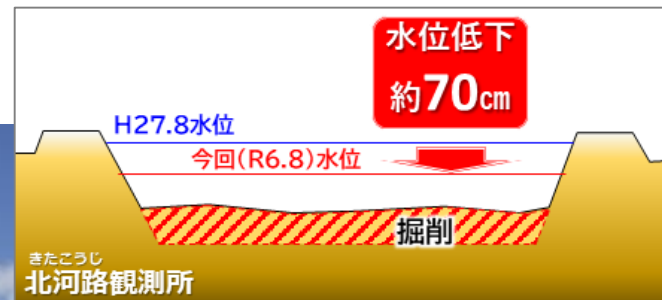 水位低下
約70cm
H27.8水位
今回(R6.8)水位
掘削
きたこうじ
北河路観測所